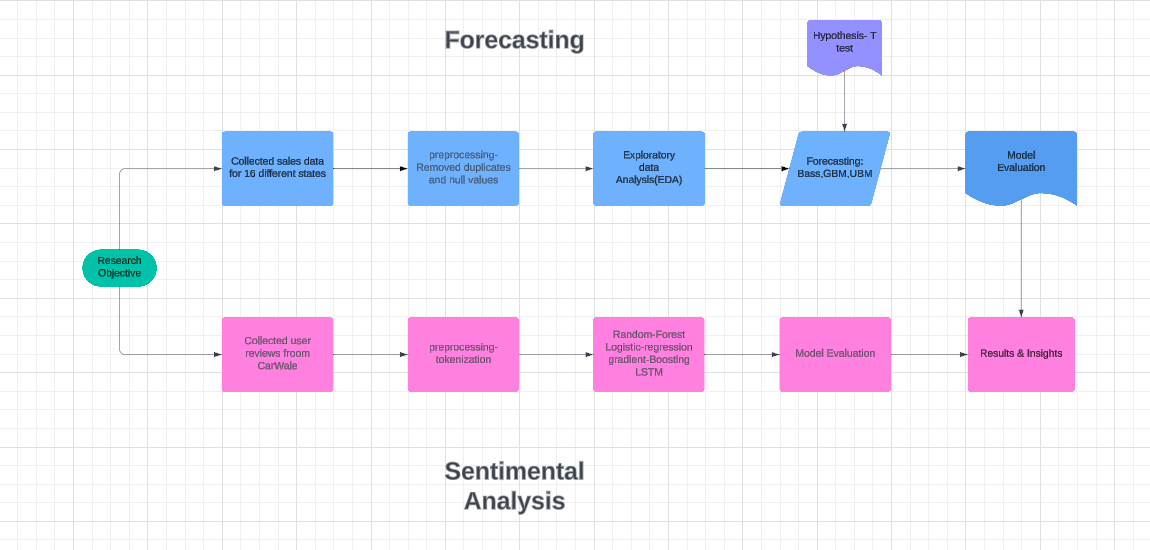 Forecasting
Hypothesis- T
test
Collected sales data
for 16 different states
preprocessing-
Removed duplicates
and null values
Exploratory
data
Analysis(EDA)
Forecasting:
Bass,GBM,UBM
Model
Evaluation
Research
Objective
Collected user
reviews froom
CarWale
preprocessing-
tokenization
Random-Forest
Logistic-regression
gradient-Boosting
LSTM
Model Evaluation
Results & Insights
Sentimental
Analysis